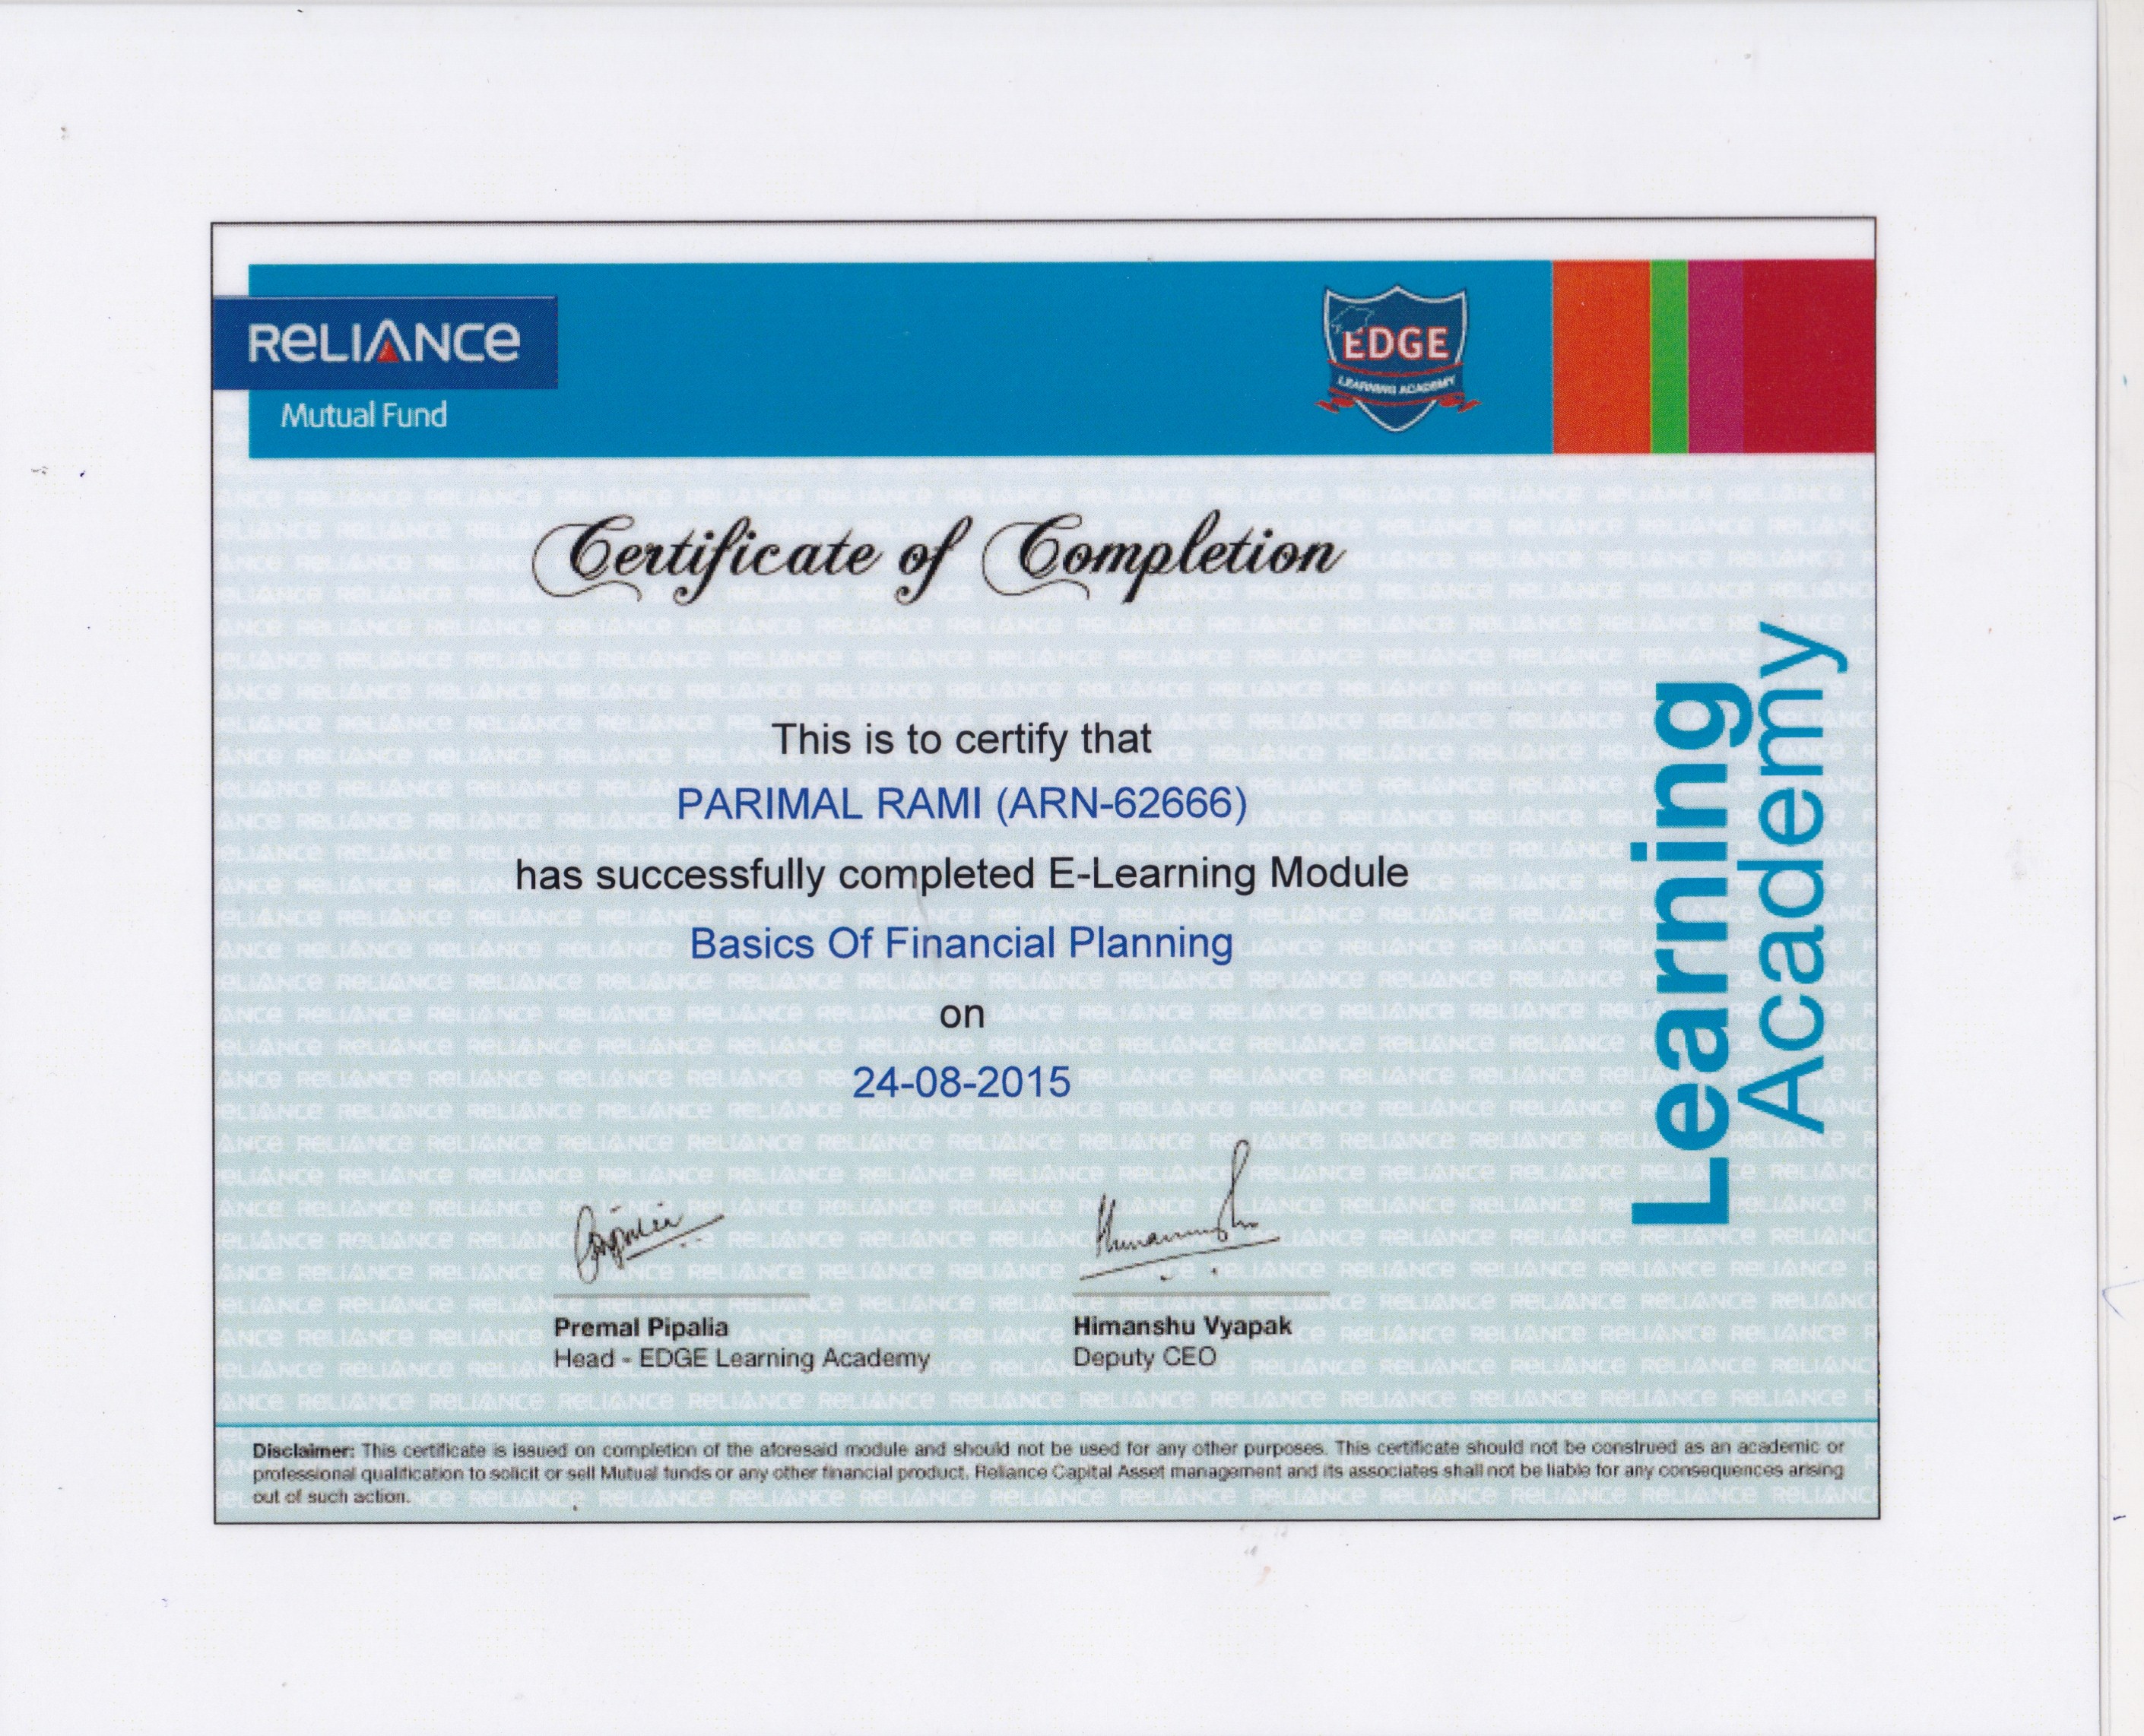 RELIANCE
Mutual Fund
EDGE
LEARNING ACADEMY
Certificate of Completion
This is to certify that
PARIMAL RAMI (ARN-62666)
has successfully completed E-Learning Module
Basics Of Financial Planning
on
24-08-2015
Learning
Academy
Premal Pipalia
Head - EDGE Learning Academy
Himanshu Vyapak
Deputy CEO
Disclaimer: This certificate is issued on completion of the aforesaid module and should not be used for any other purposes. This certificate should not be construed as an academic or
professional qualification to solicit or sell Mutual funds or any other financial product. Reliance Capital Asset management and its associates shall not be liable for any consequences arising
out of such action.